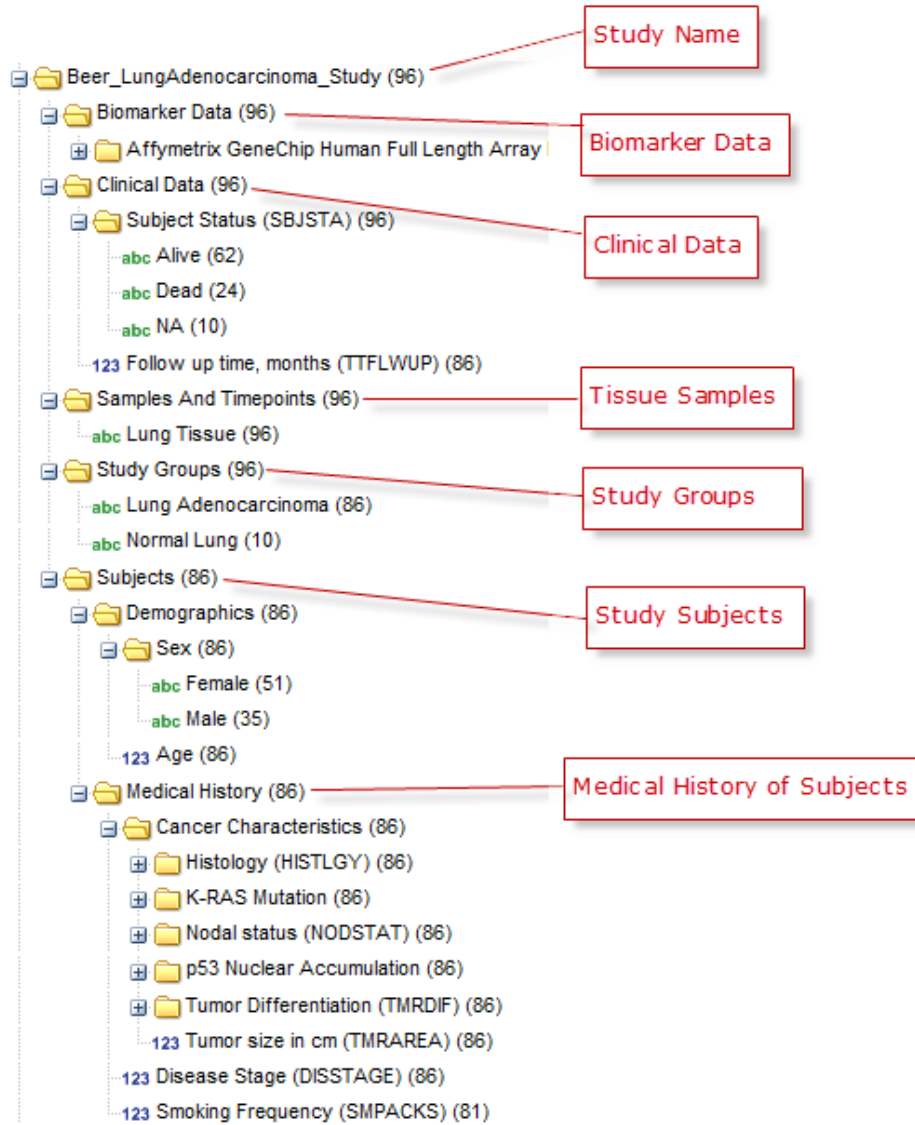 Study Name
Beer_LungAdenocarcinoma_Study (96)
Biomarker Data (96)
Biomarker Data
Affymetrix GeneChip Human Full Length Array
Clinical Data (96)
Clinical Data
Subject Status (SBJSTA) (96)
abc Alive (62)
abc Dead (24)
abc NA (10)
123 Follow up time, months (TTFLWUP) (86)
Samples And Timepoints (96)
Tissue Samples
abc Lung Tissue (96)
Study Groups (96)
Study Groups
abc Lung Adenocarcinoma (86)
abc Normal Lung (10)
Subjects (86)
Study Subjects
Demographics (86)
Sex (86)
abc Female (51)
abc Male (35)
123 Age (86)
Medical History (86)
Medical History of Subjects
Cancer Characteristics (86)
Histology (HISTLGY) (86)
K-RAS Mutation (86)
Nodal status (NODSTAT) (86)
p53 Nuclear Accumulation (86)
Tumor Differentiation (TMRDIF) (86)
123 Tumor size in cm (TMRAREA) (86)
123 Disease Stage (DISSTAGE) (86)
123 Smoking Frequency (SMPACKS) (81)